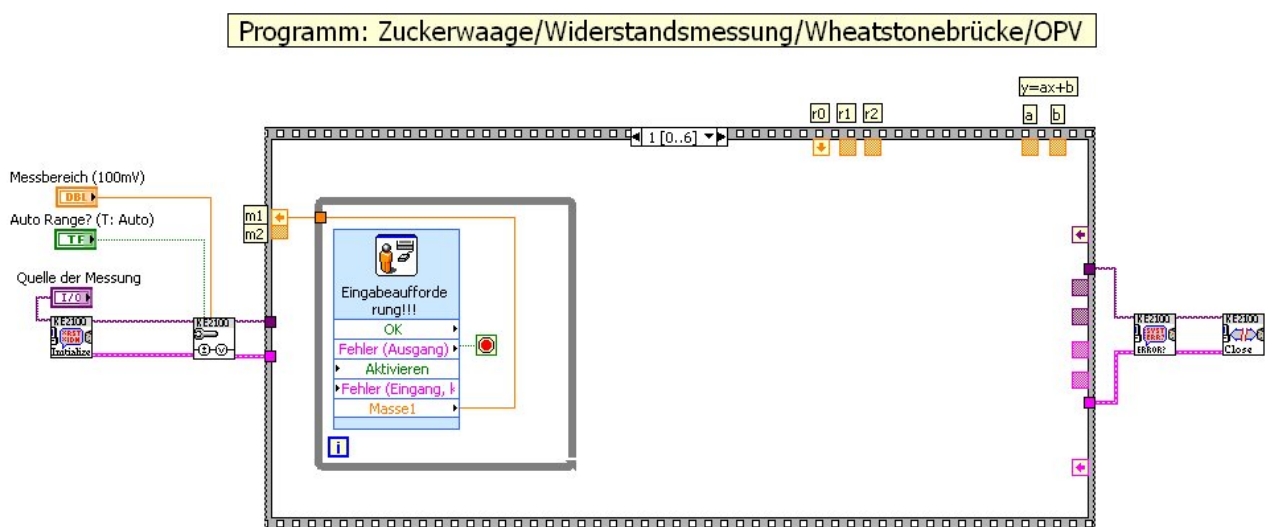 Programm: Zuckerwaage/Widerstandsmessung/Wheatstonebrücke/OPV
y=ax+b
r0 r1 r2
a b
1 [0..6]
Messbereich (100mV)
DBL
Auto Range? (T: Auto)
TF
m1
m2
Quelle der Messung
I/O
Eingabeaufforde
rung!!!
OK
Fehler (Ausgang)
Aktivieren
Fehler (Eingang, k
Masse1
i
KE2100
Initialize
KE2100
KE2100
ERROR?
KE2100
Close